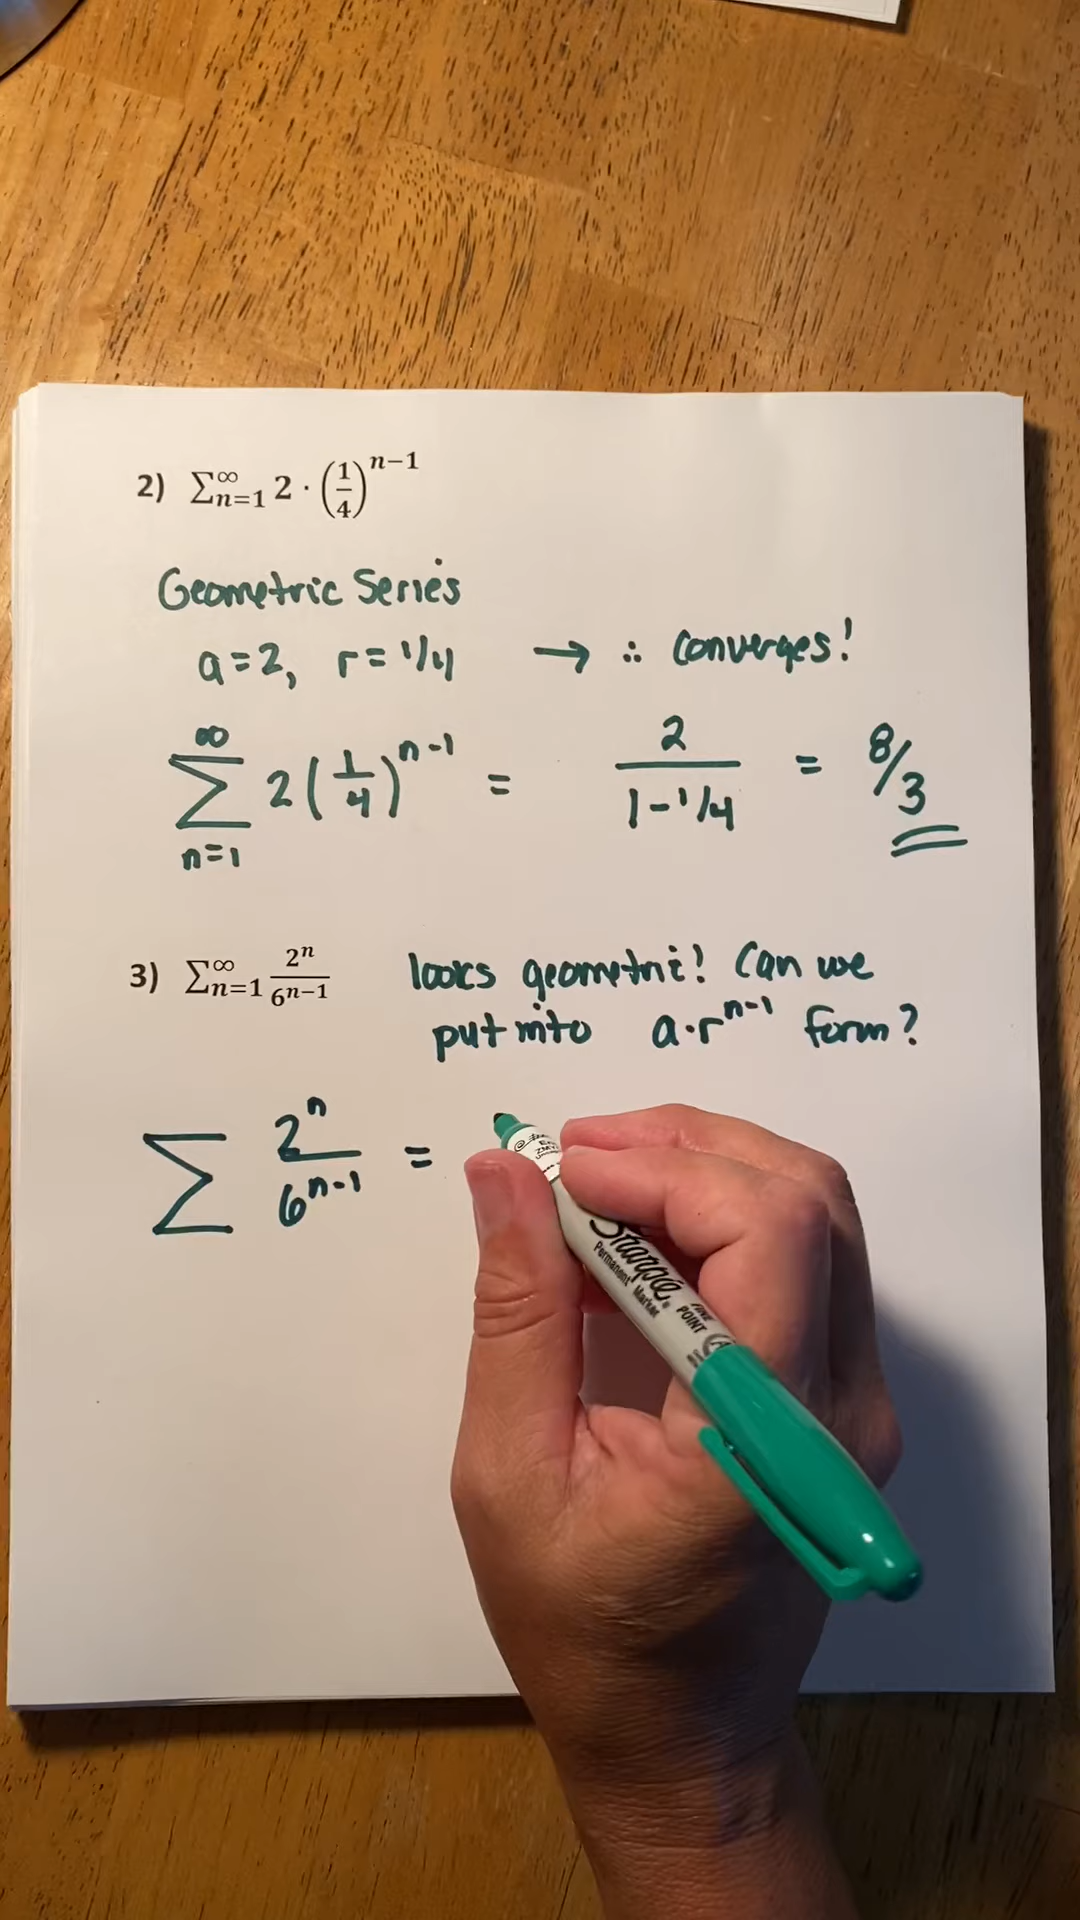 2) ∑_{n=1}^{∞} 2 · (1/4)^{n−1}
Geometric Series
a = 2, r = 1/4 → ∴ converges!
∑_{n=1}^{∞} 2(1/4)^{n-1} = 2/(1-1/4) = 8/3
3) ∑_{n=1}^{∞} 2^n/6^{n−1} looks geometric! Can we
put into a·r^{n-1} form?
∑ 2^n/6^{n-1} =
Sharpie
Permanent Marker
FINE
POINT